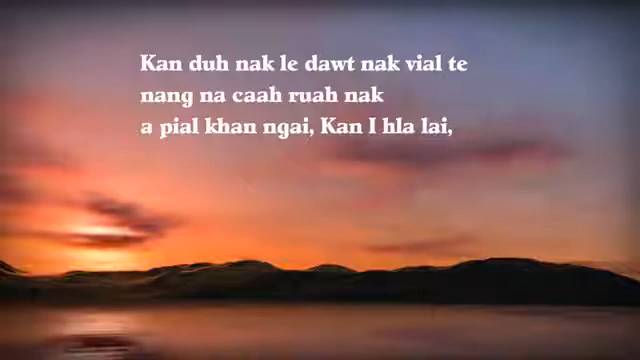 Kan duh nak le dawt nak vial te
nang na caah ruah nak
a pial khan ngai, Kan I hla lai,